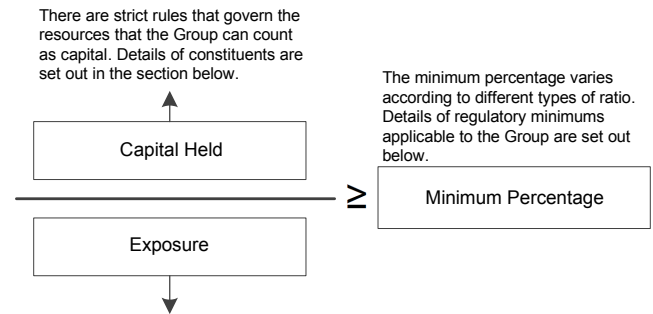 There are strict rules that govern the
resources that the Group can count
as capital. Details of constituents are
set out in the section below.
Capital Held
Exposure
≥
The minimum percentage varies
according to different types of ratio.
Details of regulatory minimums
applicable to the Group are set out
below.
Minimum Percentage